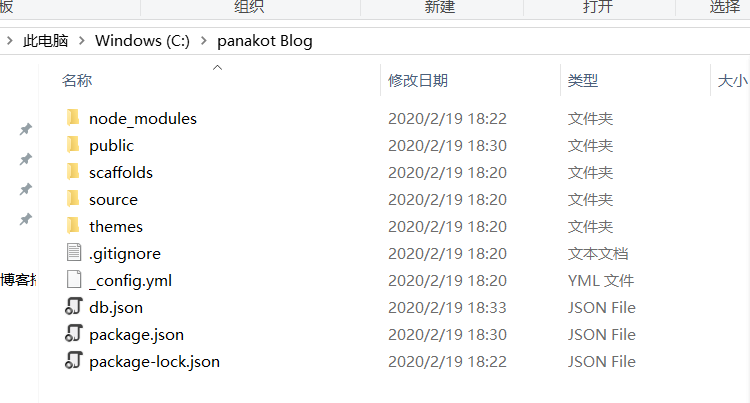 板 组织 新建 打开 选择
此电脑 Windows (C:) panakot Blog
名称 修改日期 类型 大小
node_modules 2020/2/19 18:22 文件夹
public 2020/2/19 18:30 文件夹
scaffolds 2020/2/19 18:20 文件夹
source 2020/2/19 18:20 文件夹
themes 2020/2/19 18:20 文件夹
.gitignore 2020/2/19 18:20 文本文档
博客搭
_config.yml 2020/2/19 18:20 YML 文件
db.json 2020/2/19 18:33 JSON File
package.json 2020/2/19 18:30 JSON File
package-lock.json 2020/2/19 18:22 JSON File